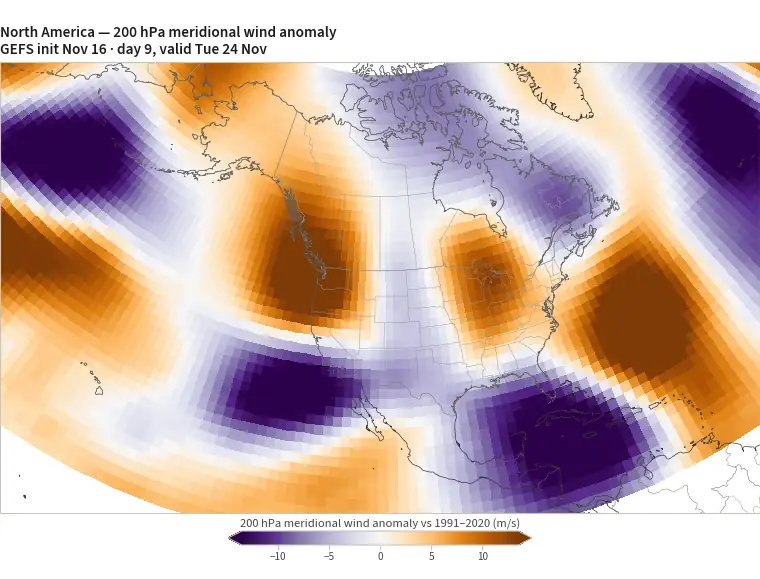 North America — 200 hPa meridional wind anomaly
GEFS init Nov 16 · day 9, valid Tue 24 Nov
200 hPa meridional wind anomaly vs 1991–2020 (m/s)
−10 −5 0 5 10